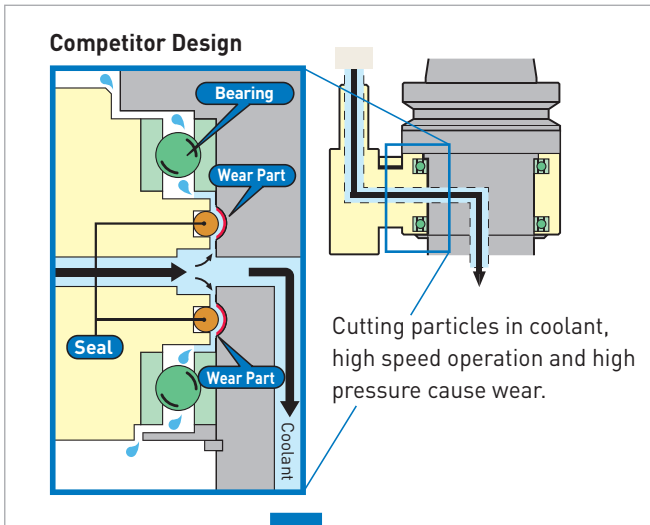 Competitor Design
Bearing
Wear Part
Seal
Wear Part
Coolant
Cutting particles in coolant,
high speed operation and high
pressure cause wear.